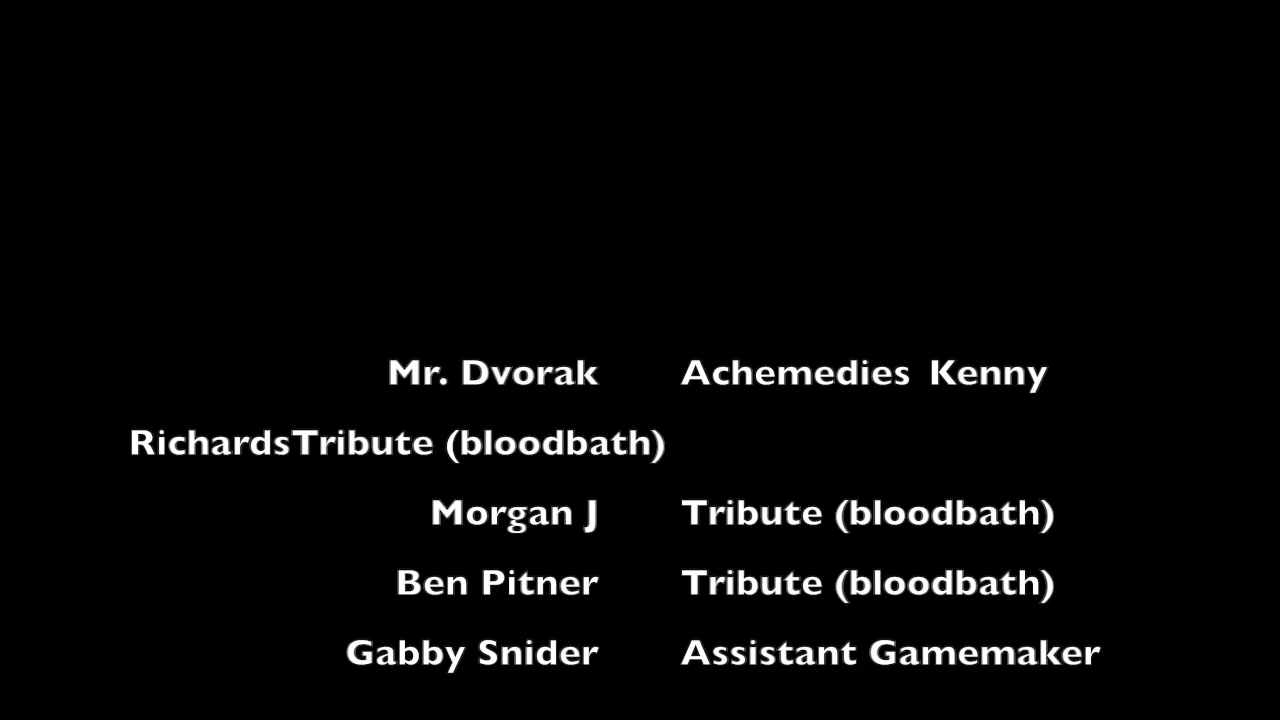 Mr. Dvorak Achemedies Kenny
RichardsTribute (bloodbath)
Morgan J Tribute (bloodbath)
Ben Pitner Tribute (bloodbath)
Gabby Snider Assistant Gamemaker